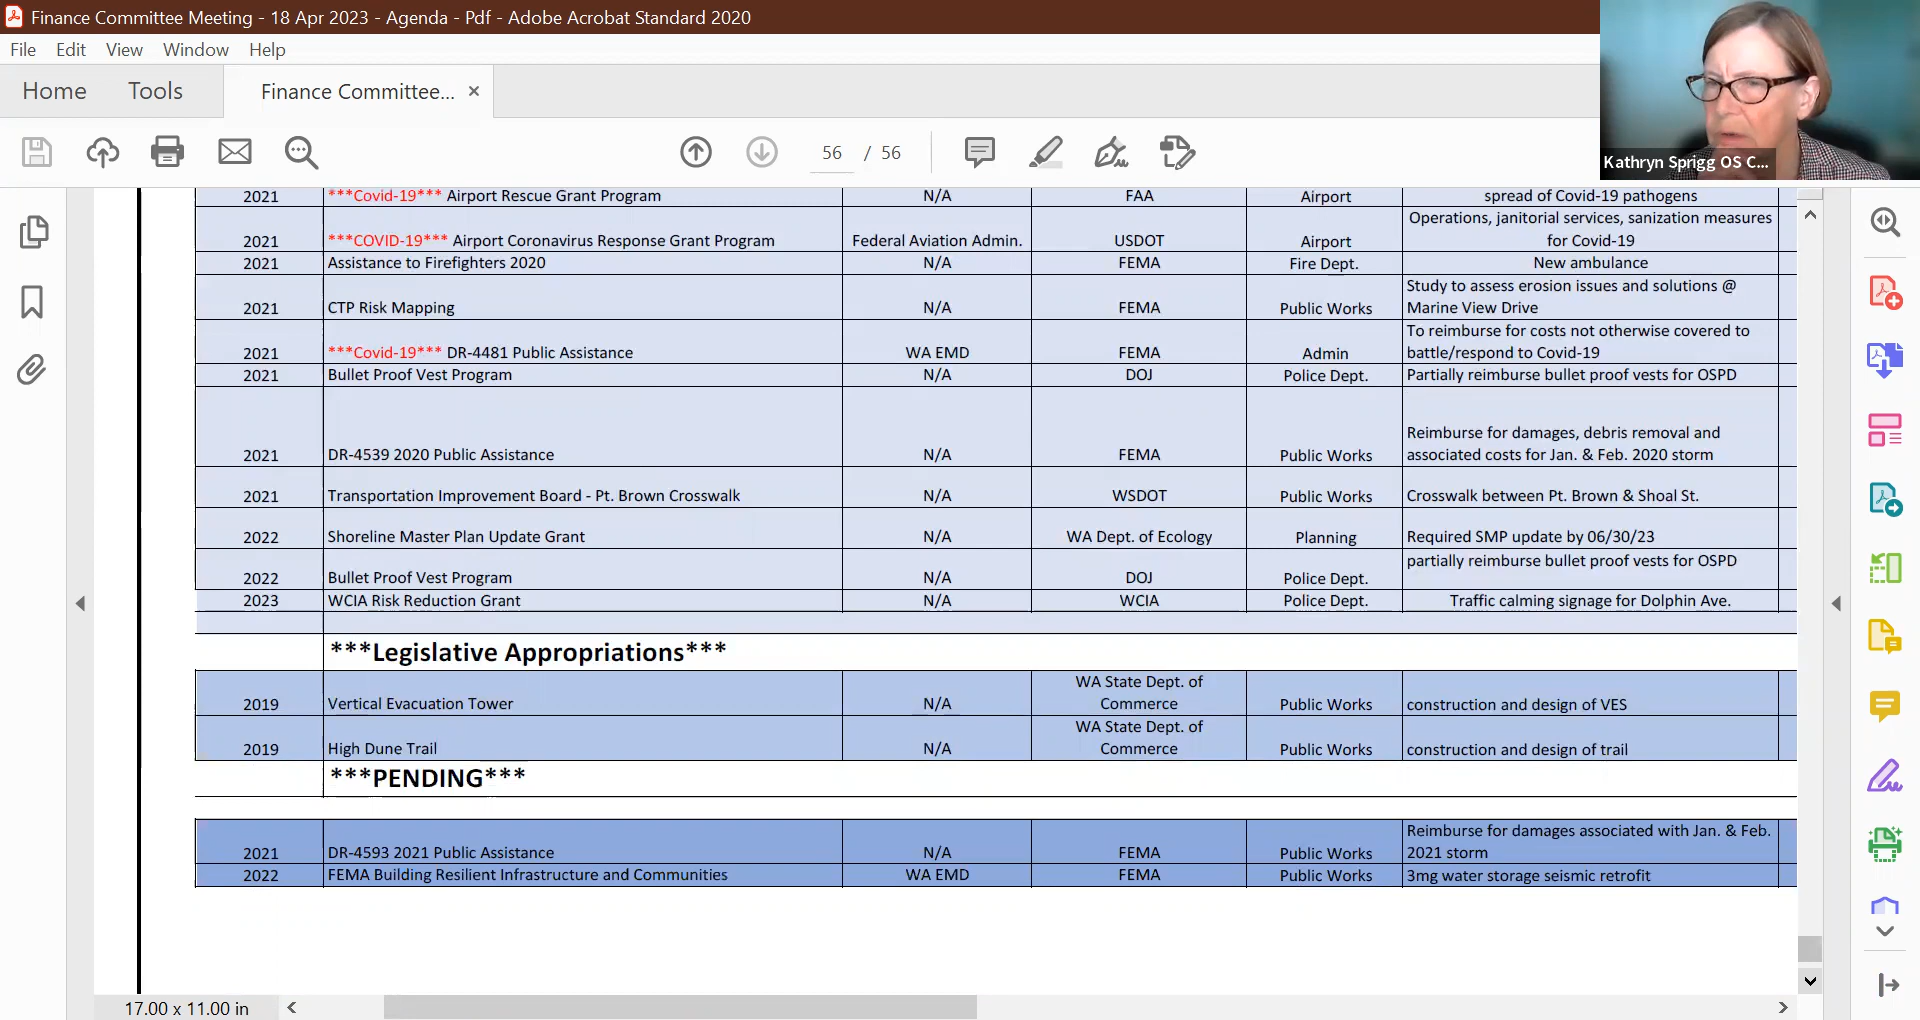 Finance Committee Meeting - 18 Apr 2023 - Agenda - Pdf - Adobe Acrobat Standard 2020
File Edit View Window Help
Home Tools Finance Committee... ×
56 / 56
Kathryn Sprigg OS C...
2021 ***Covid-19*** Airport Rescue Grant Program N/A FAA Airport spread of Covid-19 pathogens
Operations, janitorial services, sanization measures
2021 ***COVID-19*** Airport Coronavirus Response Grant Program Federal Aviation Admin. USDOT Airport for Covid-19
2021 Assistance to Firefighters 2020 N/A FEMA Fire Dept. New ambulance
Study to assess erosion issues and solutions @
2021 CTP Risk Mapping N/A FEMA Public Works Marine View Drive
To reimburse for costs not otherwise covered to
2021 ***Covid-19*** DR-4481 Public Assistance WA EMD FEMA Admin battle/respond to Covid-19
2021 Bullet Proof Vest Program N/A DOJ Police Dept. Partially reimburse bullet proof vests for OSPD
Reimburse for damages, debris removal and
2021 DR-4539 2020 Public Assistance N/A FEMA Public Works associated costs for Jan. & Feb. 2020 storm
2021 Transportation Improvement Board - Pt. Brown Crosswalk N/A WSDOT Public Works Crosswalk between Pt. Brown & Shoal St.
2022 Shoreline Master Plan Update Grant N/A WA Dept. of Ecology Planning Required SMP update by 06/30/23
partially reimburse bullet proof vests for OSPD
2022 Bullet Proof Vest Program N/A DOJ Police Dept.
2023 WCIA Risk Reduction Grant N/A WCIA Police Dept. Traffic calming signage for Dolphin Ave.
***Legislative Appropriations***
WA State Dept. of
2019 Vertical Evacuation Tower N/A Commerce Public Works construction and design of VES
WA State Dept. of
2019 High Dune Trail N/A Commerce Public Works construction and design of trail
***PENDING***
Reimburse for damages associated with Jan. & Feb.
2021 DR-4593 2021 Public Assistance N/A FEMA Public Works 2021 storm
2022 FEMA Building Resilient Infrastructure and Communities WA EMD FEMA Public Works 3mg water storage seismic retrofit
17.00 x 11.00 in